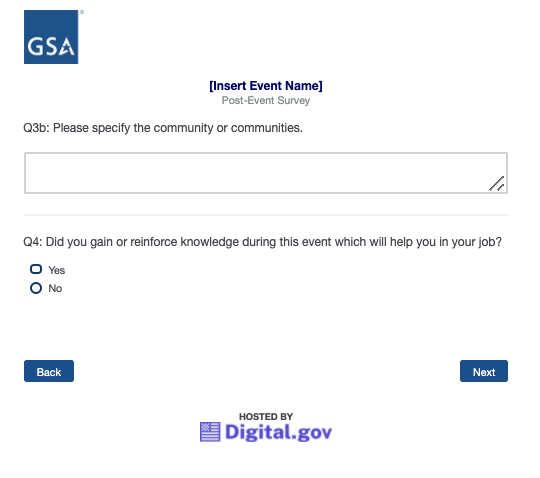 GSA
[Insert Event Name]
Post-Event Survey
Q3b: Please specify the community or communities.
Q4: Did you gain or reinforce knowledge during this event which will help you in your job?
Yes
No
Back
Next
HOSTED BY
Digital.gov